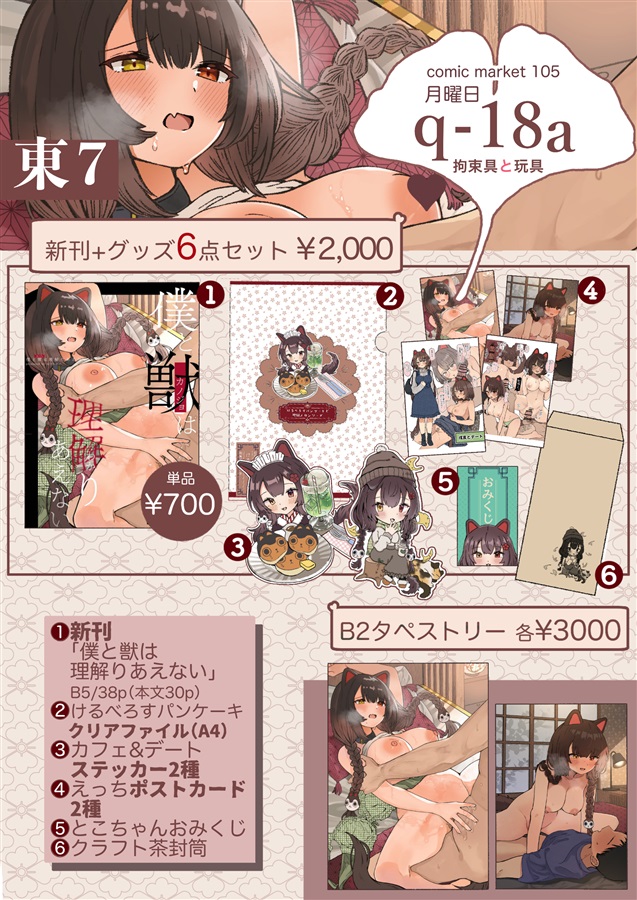 comic market 105
月曜日
q-18a
拘束具と玩具
東7
新刊+グッズ6点セット ¥2,000
1
2
4
僕と獣は
カノジョ
理解り
あえない
単品
¥700
3
5
おみくじ
6
B2タペストリー 各¥3000
1 新刊
「僕と獣は
理解りあえない」
B5/38p(本文30p)
2 けるべろすパンケーキ
クリアファイル(A4)
3 カフェ&デート
ステッカー2種
4 えっちポストカード
2種
5 とこちゃんおみくじ
6 クラフト茶封筒